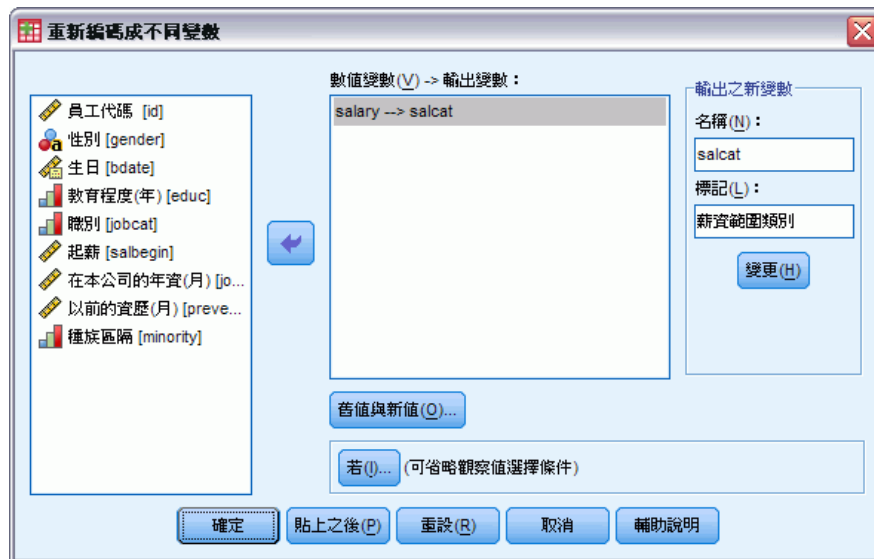 重新編碼成不同變數
員工代碼 [id]
性別 [gender]
生日 [bdate]
教育程度(年) [educ]
職別 [jobcat]
起薪 [salbegin]
在本公司的年資(月) [jo...
以前的資歷(月) [preve...
種族區隔 [minority]
數值變數(V) -> 輸出變數：
salary --> salcat
輸出之新變數
名稱(N)：
salcat
標記(L)：
薪資範圍類別
變更(H)
舊值與新值(O)...
若(I)... (可省略觀察值選擇條件)
確定 貼上之後(P) 重設(R) 取消 輔助說明